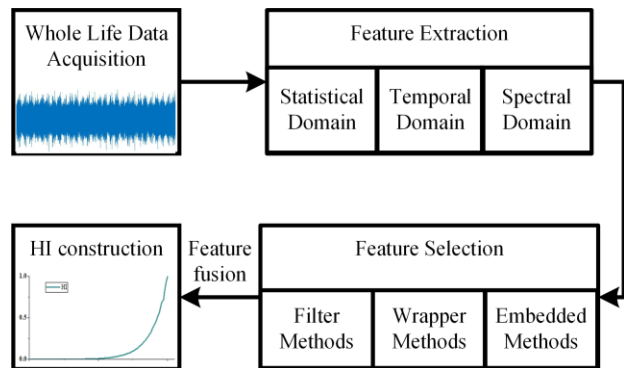 Whole Life Data
Acquisition
Feature Extraction
Statistical
Domain
Temporal
Domain
Spectral
Domain
HI construction
1.0
HI
0.5
0.0
Feature
fusion
Feature Selection
Filter
Methods
Wrapper
Methods
Embedded
Methods